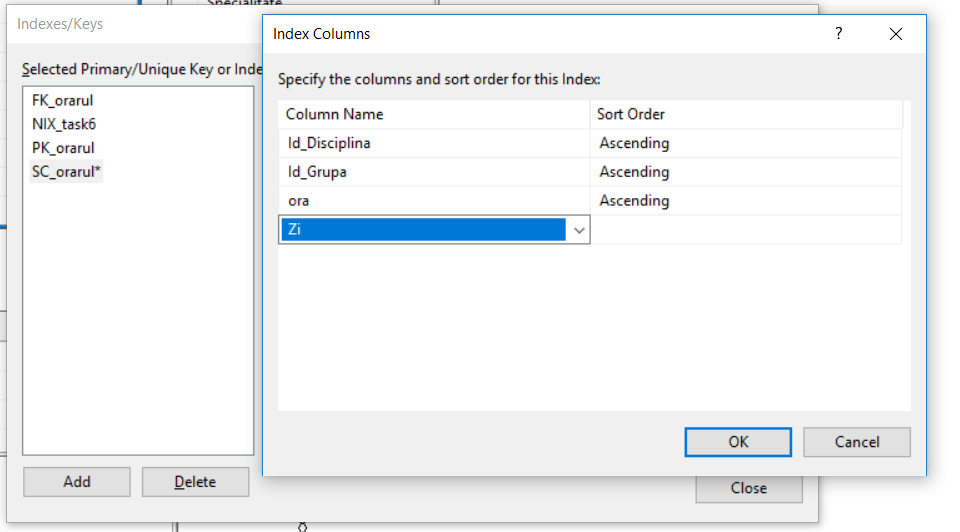 Specialitate
Indexes/Keys
Index Columns
?
Selected Primary/Unique Key or Inde
Specify the columns and sort order for this Index:
FK_orarul
NIX_task6
PK_orarul
SC_orarul*
Column Name Sort Order
Id_Disciplina Ascending
Id_Grupa Ascending
ora Ascending
Zi
OK Cancel
Add Delete
Close